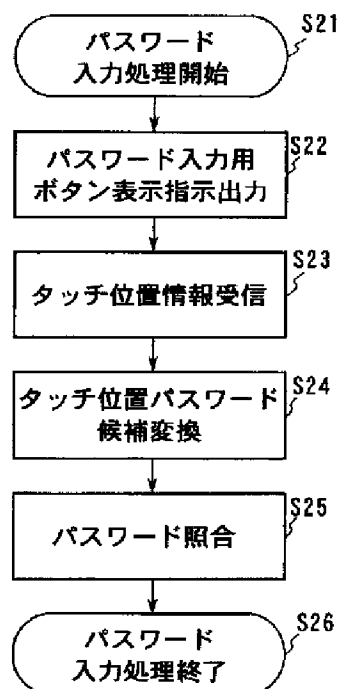 S21
パスワード
入力処理開始
S22
パスワード入力用
ボタン表示指示出力
S23
タッチ位置情報受信
S24
タッチ位置パスワード
候補変換
S25
パスワード照合
S26
パスワード
入力処理終了